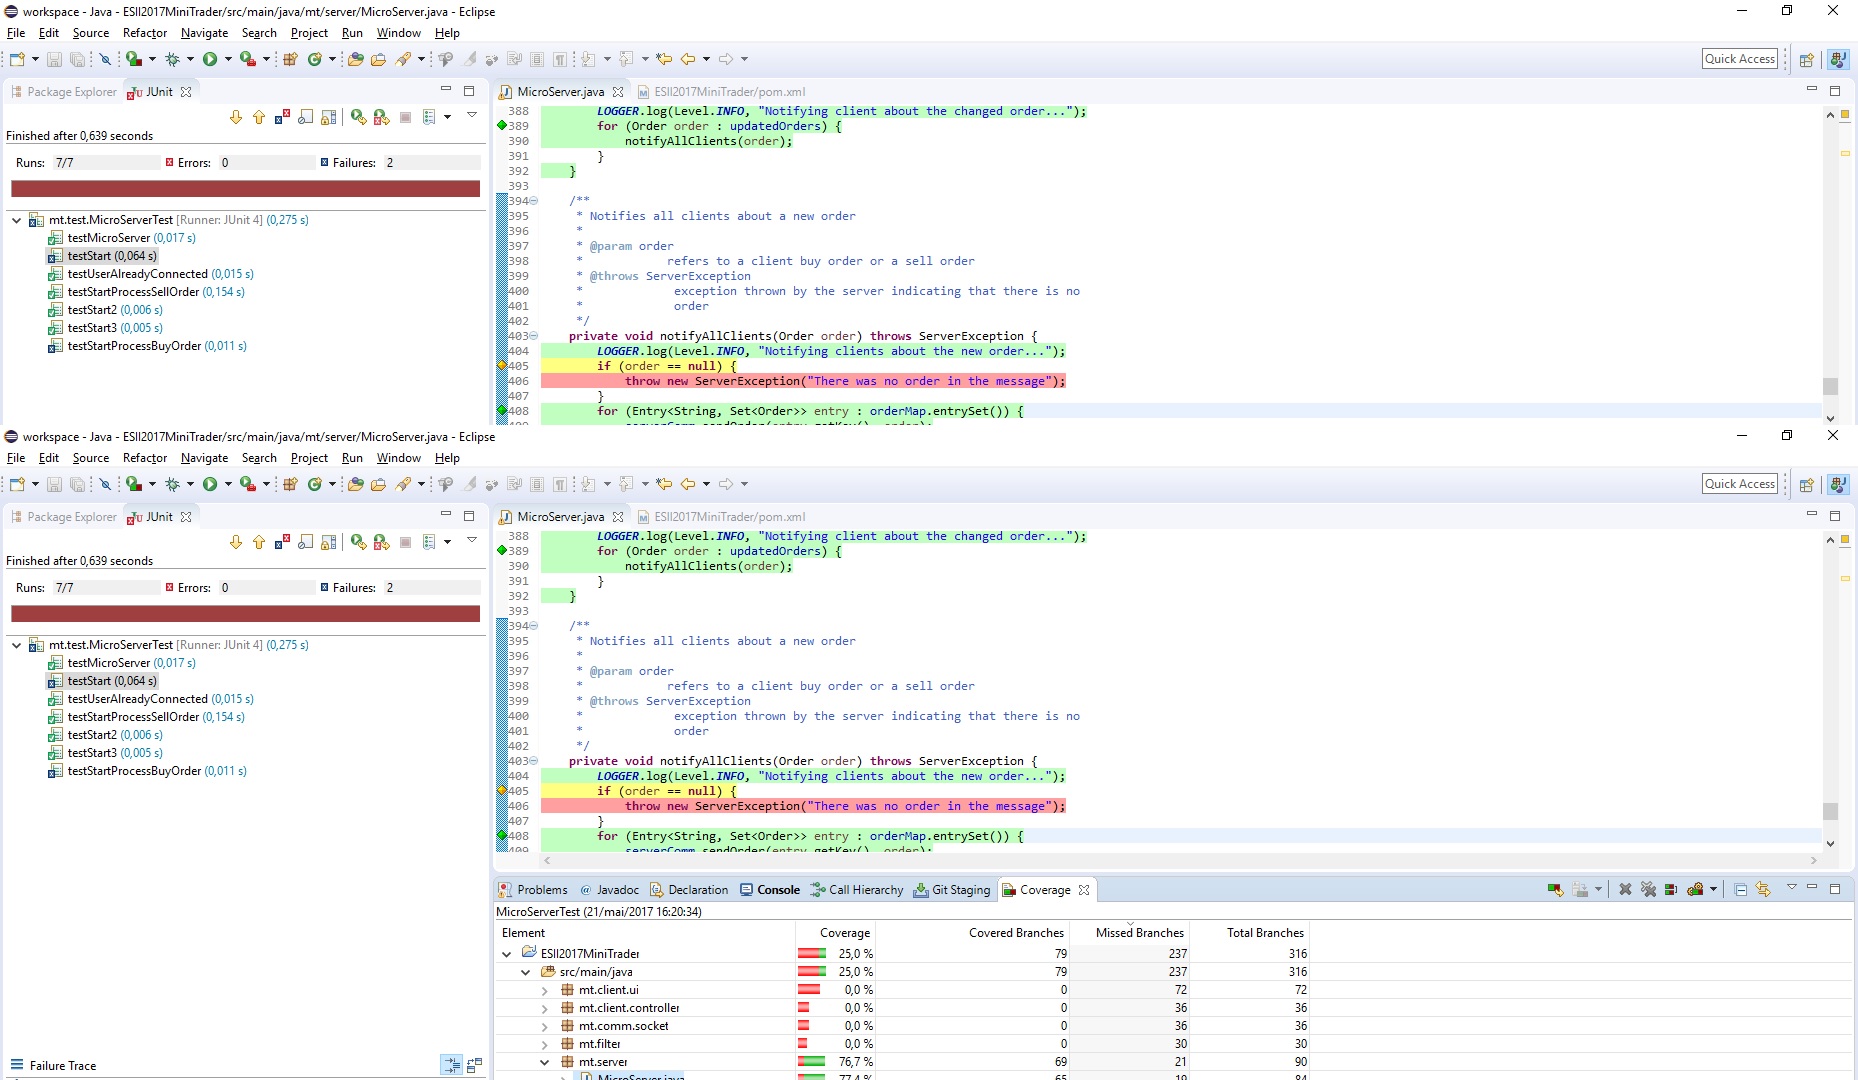 workspace - Java - ESII2017MiniTrader/src/main/java/mt/server/MicroServer.java - Eclipse
File Edit Source Refactor Navigate Search Project Run Window Help
Quick Access
Package Explorer JUnit
MicroServer.java ESII2017MiniTrader/pom.xml
Finished after 0,639 seconds
Runs: 7/7 Errors: 0 Failures: 2
mt.test.MicroServerTest [Runner: JUnit 4] (0,275 s)
testMicroServer (0,017 s)
testStart (0,064 s)
testUserAlreadyConnected (0,015 s)
testStartProcessSellOrder (0,154 s)
testStart2 (0,006 s)
testStart3 (0,005 s)
testStartProcessBuyOrder (0,011 s)
388 LOGGER.log(Level.INFO, "Notifying client about the changed order...");
389 for (Order order : updatedOrders) {
390 notifyAllClients(order);
391 }
392 }
393
394 /**
395 * Notifies all clients about a new order
396 *
397 * @param order
398 * refers to a client buy order or a sell order
399 * @throws ServerException
400 * exception thrown by the server indicating that there is no
401 * order
402 */
403 private void notifyAllClients(Order order) throws ServerException {
404 LOGGER.log(Level.INFO, "Notifying clients about the new order...");
405 if (order == null) {
406 throw new ServerException("There was no order in the message");
407 }
408 for (Entry<String, Set<Order>> entry : orderMap.entrySet()) {
409 serverComm.sendOrder(entry.getKey(), order);
workspace - Java - ESII2017MiniTrader/src/main/java/mt/server/MicroServer.java - Eclipse
File Edit Source Refactor Navigate Search Project Run Window Help
Quick Access
Package Explorer JUnit
MicroServer.java ESII2017MiniTrader/pom.xml
Finished after 0,639 seconds
Runs: 7/7 Errors: 0 Failures: 2
mt.test.MicroServerTest [Runner: JUnit 4] (0,275 s)
testMicroServer (0,017 s)
testStart (0,064 s)
testUserAlreadyConnected (0,015 s)
testStartProcessSellOrder (0,154 s)
testStart2 (0,006 s)
testStart3 (0,005 s)
testStartProcessBuyOrder (0,011 s)
388 LOGGER.log(Level.INFO, "Notifying client about the changed order...");
389 for (Order order : updatedOrders) {
390 notifyAllClients(order);
391 }
392 }
393
394 /**
395 * Notifies all clients about a new order
396 *
397 * @param order
398 * refers to a client buy order or a sell order
399 * @throws ServerException
400 * exception thrown by the server indicating that there is no
401 * order
402 */
403 private void notifyAllClients(Order order) throws ServerException {
404 LOGGER.log(Level.INFO, "Notifying clients about the new order...");
405 if (order == null) {
406 throw new ServerException("There was no order in the message");
407 }
408 for (Entry<String, Set<Order>> entry : orderMap.entrySet()) {
409 serverComm.sendOrder(entry.getKey(), order);
Problems @ Javadoc Declaration Console Call Hierarchy Git Staging Coverage
MicroServerTest (21/mai/2017 16:20:34)
Element Coverage Covered Branches Missed Branches Total Branches
ESII2017MiniTrader 25,0 % 79 237 316
src/main/java 25,0 % 79 237 316
mt.client.ui 0,0 % 0 72 72
mt.client.controller 0,0 % 0 36 36
mt.comm.socket 0,0 % 0 36 36
mt.filter 0,0 % 0 30 30
mt.server 76,7 % 69 21 90
MicroServer.java 77,4 % 65 19 84
Failure Trace